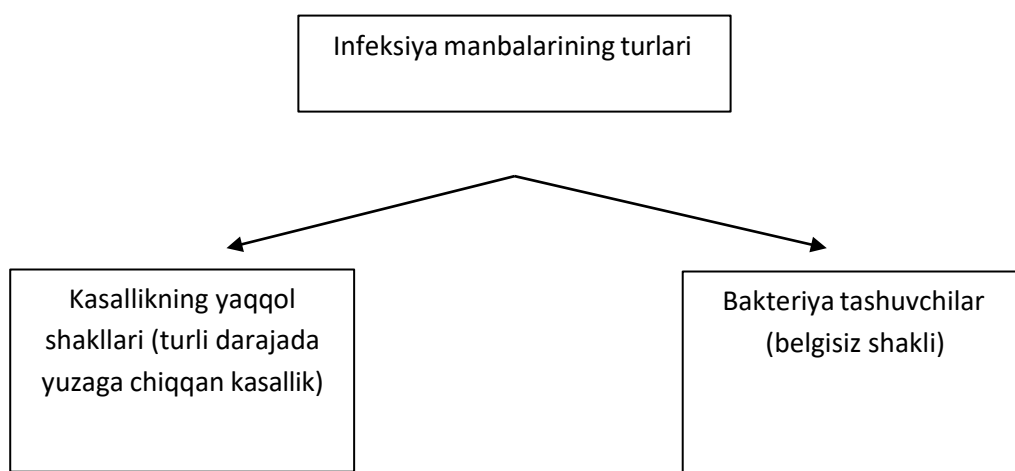 Infeksiya manbalarining turlari
Kasallikning yaqqol
shakllari (turli darajada
yuzaga chiqqan kasallik)
Bakteriya tashuvchilar
(belgisiz shakli)